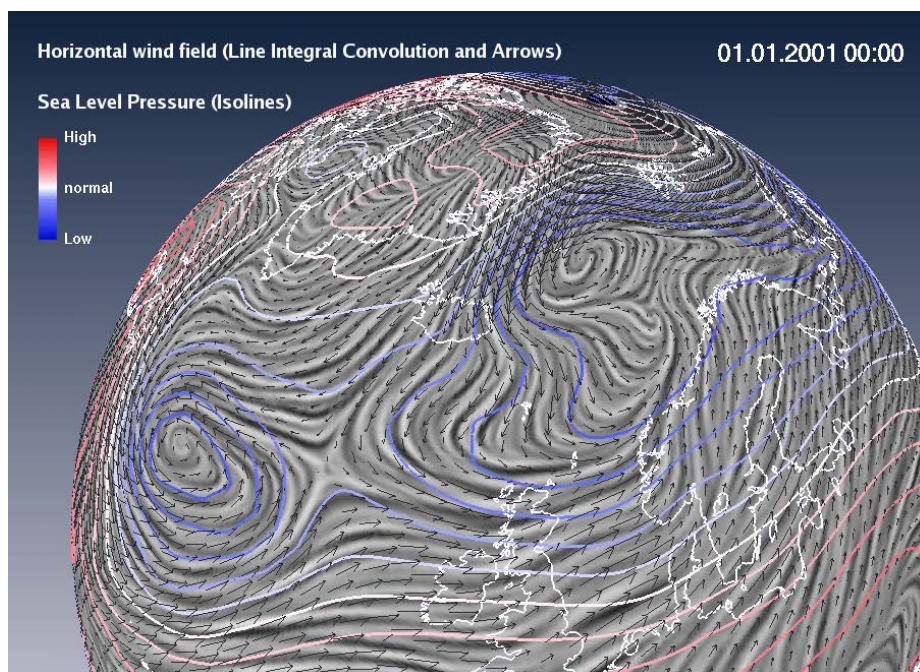 Horizontal wind field (Line Integral Convolution and Arrows)
01.01.2001 00:00
Sea Level Pressure (Isolines)
High
normal
Low